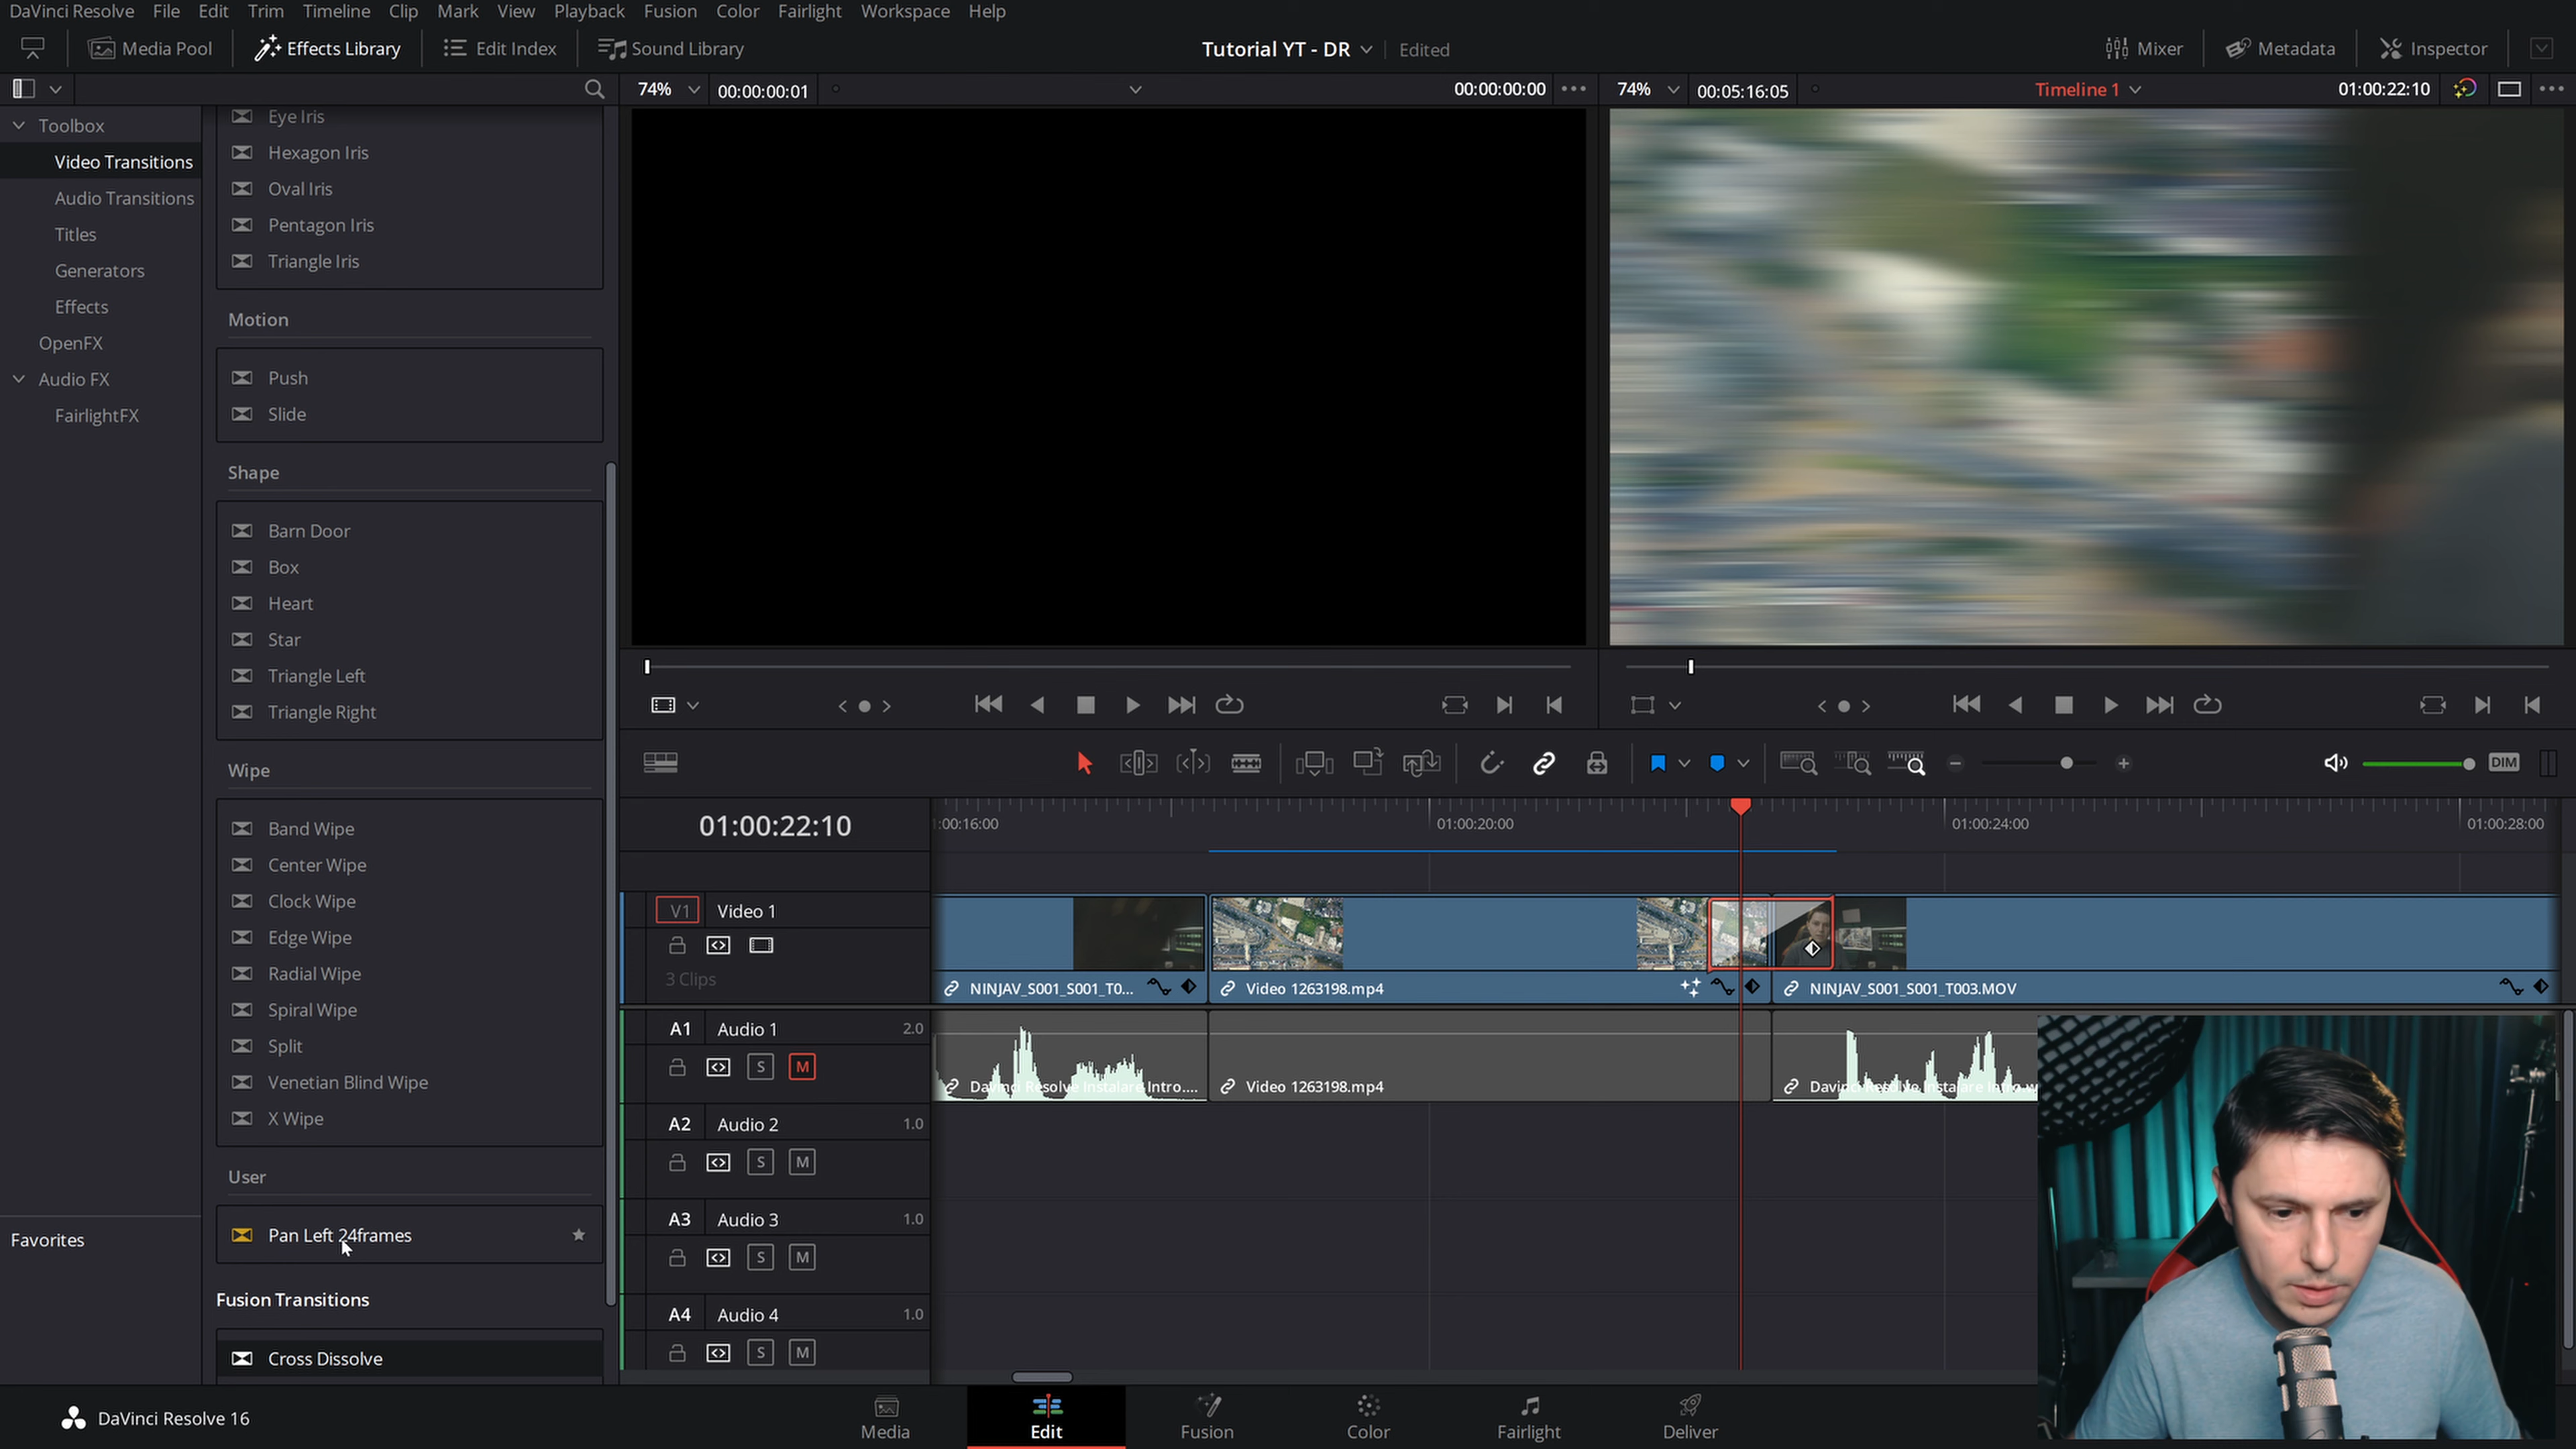 DaVinci Resolve File Edit Trim Timeline Clip Mark View Playback Fusion Color Fairlight Workspace Help
Media Pool Effects Library Edit Index Sound Library Tutorial YT - DR Edited Mixer Metadata Inspector
74% 00:00:00:01 00:00:00:00 74% 00:05:16:05 Timeline 1 01:00:22:10
Toolbox
Video Transitions
Audio Transitions
Titles
Generators
Effects
OpenFX
Audio FX
FairlightFX
Favorites
Eye Iris
Hexagon Iris
Oval Iris
Pentagon Iris
Triangle Iris
Motion
Push
Slide
Shape
Barn Door
Box
Heart
Star
Triangle Left
Triangle Right
Wipe
Band Wipe
Center Wipe
Clock Wipe
Edge Wipe
Radial Wipe
Spiral Wipe
Split
Venetian Blind Wipe
X Wipe
User
Pan Left 24frames
Fusion Transitions
Cross Dissolve
DIM
01:00:22:10
:00:16:00 01:00:20:00 01:00:24:00 01:00:28:00
V1 Video 1
3 Clips
NINJAV_S001_S001_T0... Video 1263198.mp4 NINJAV_S001_S001_T003.MOV
A1 Audio 1 2.0
S M
DaVinci Resolve Instalare Intro.... Video 1263198.mp4 Davinci Resolve Instalare Intro
A2 Audio 2 1.0
S M
A3 Audio 3 1.0
S M
A4 Audio 4 1.0
S M
DaVinci Resolve 16
Media Edit Fusion Color Fairlight Deliver